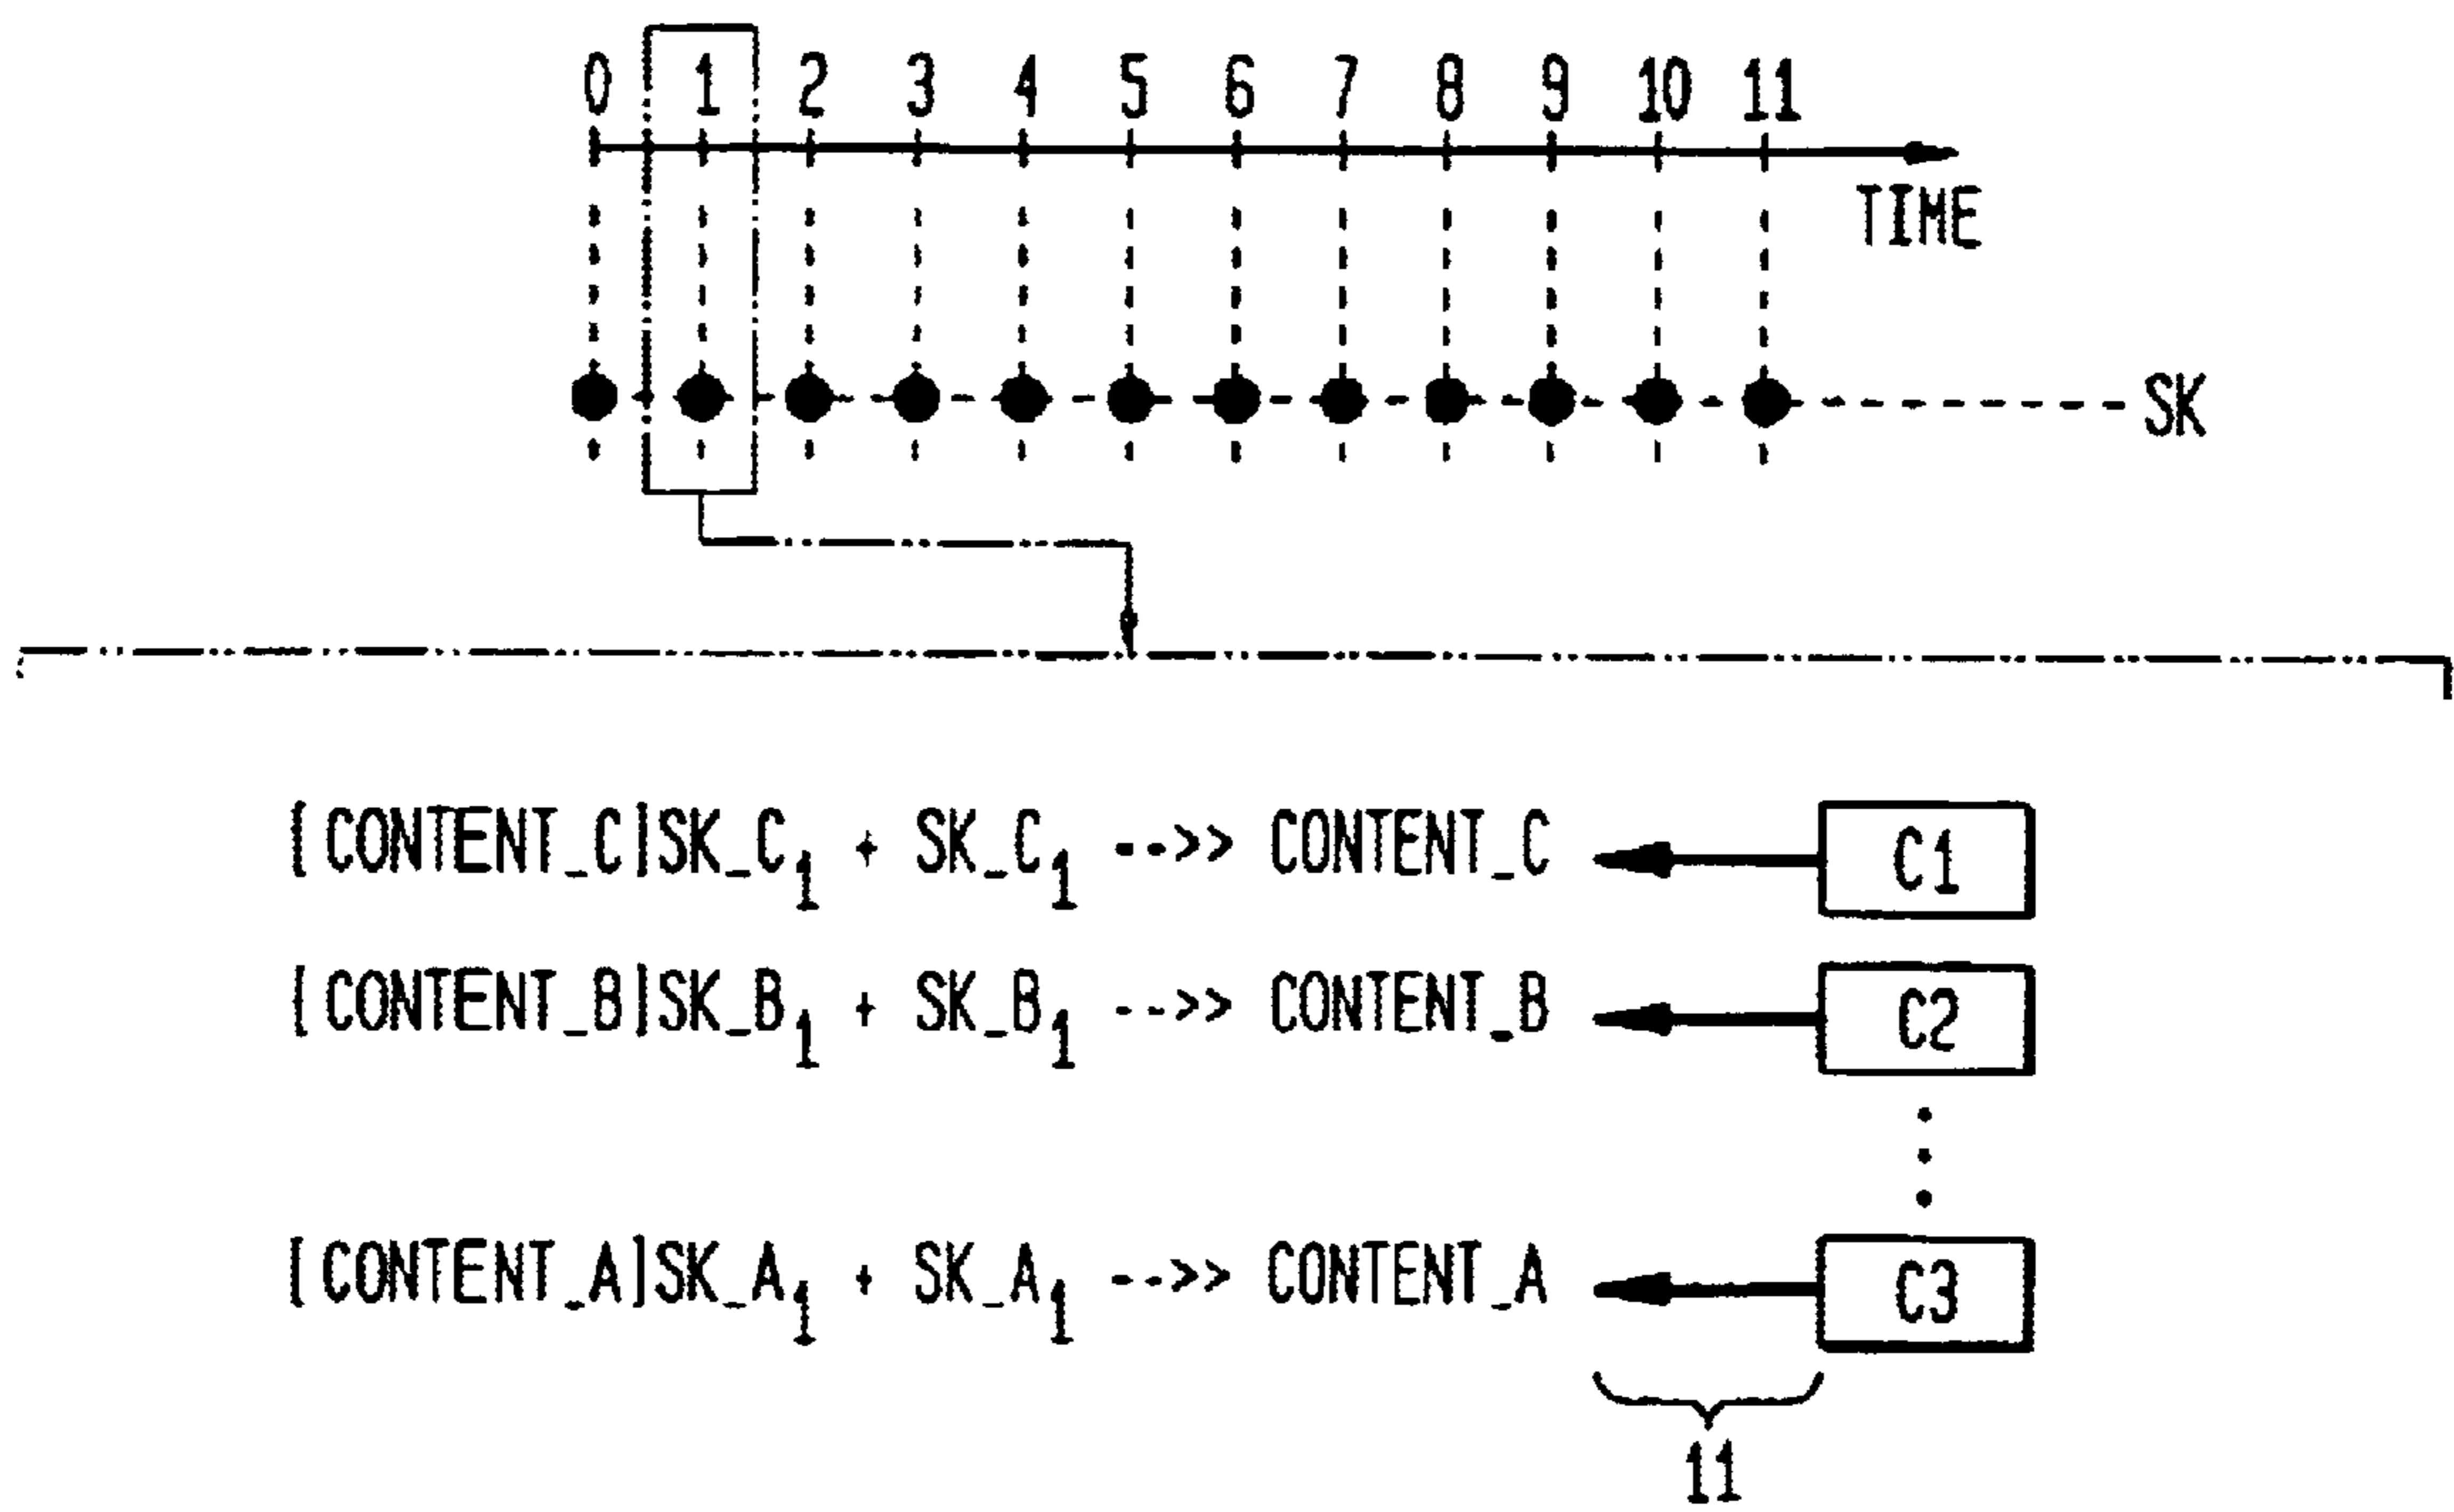 0 1 2 3 4 5 6 7 8 9 10 11
TIME
SK
[CONTENT_C]SK_C1 + SK_C1 -->> CONTENT_C C1
[CONTENT_B]SK_B1 + SK_B1 -->> CONTENT_B C2
[CONTENT_A]SK_A1 + SK_A1 -->> CONTENT_A C3
11